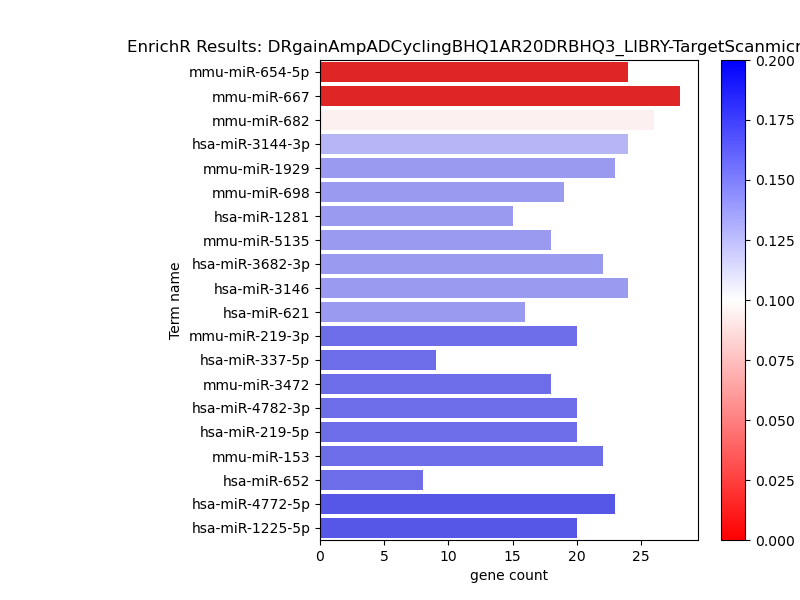 EnrichR Results: DRgainAmpADCyclingBHQ1AR20DRBHQ3_LIBRY-TargetScanmicr
mmu-miR-654-5p
mmu-miR-667
mmu-miR-682
hsa-miR-3144-3p
mmu-miR-1929
mmu-miR-698
hsa-miR-1281
mmu-miR-5135
hsa-miR-3682-3p
hsa-miR-3146
hsa-miR-621
mmu-miR-219-3p
hsa-miR-337-5p
mmu-miR-3472
hsa-miR-4782-3p
hsa-miR-219-5p
mmu-miR-153
hsa-miR-652
hsa-miR-4772-5p
hsa-miR-1225-5p
Term name
0 5 10 15 20 25
gene count
0.200
0.175
0.150
0.125
0.100
0.075
0.050
0.025
0.000